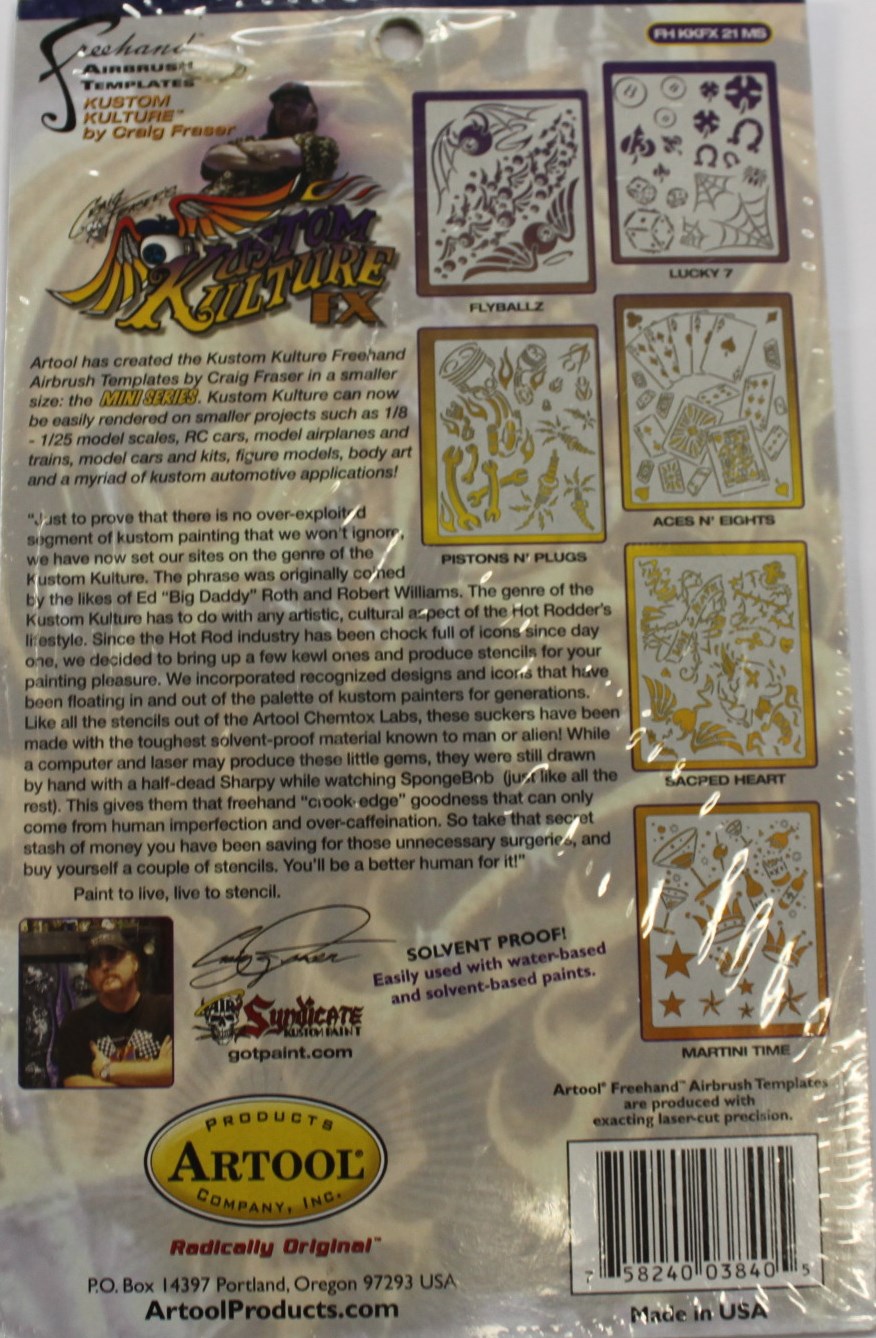 Freehand™
AIRBRUSH
TEMPLATES™
KUSTOM
KULTURE™
by Craig Fraser
FH KKFX 21 MS
CRAIG FRASER'S
KUSTOM
KULTURE
FX
FLYBALLZ
LUCKY 7
PISTONS N' PLUGS
ACES N' EIGHTS
SACRED HEART
MARTINI TIME
Artool has created the Kustom Kulture Freehand
Airbrush Templates by Craig Fraser in a smaller
size: the MINI SERIES. Kustom Kulture can now
be easily rendered on smaller projects such as 1/8
- 1/25 model scales, RC cars, model airplanes and
trains, model cars and kits, figure models, body art
and a myriad of kustom automotive applications!
"Just to prove that there is no over-exploited
segment of kustom painting that we won't ignore,
we have now set our sites on the genre of the
Kustom Kulture. The phrase was originally coined
by the likes of Ed "Big Daddy" Roth and Robert Williams. The genre of the
Kustom Kulture has to do with any artistic, cultural aspect of the Hot Rodder's
lifestyle. Since the Hot Rod industry has been chock full of icons since day
one, we decided to bring up a few kewl ones and produce stencils for your
painting pleasure. We incorporated recognized designs and icons that have
been floating in and out of the palette of kustom painters for generations.
Like all the stencils out of the Artool Chemtox Labs, these suckers have been
made with the toughest solvent-proof material known to man or alien! While
a computer and laser may produce these little gems, they were still drawn
by hand with a half-dead Sharpy while watching SpongeBob (just like all the
rest). This gives them that freehand "crook-edge" goodness that can only
come from human imperfection and over-caffeination. So take that secret
stash of money you have been saving for those unnecessary surgeries, and
buy yourself a couple of stencils. You'll be a better human for it!"
Paint to live, live to stencil.
Syndicate
KUSTOM PAINT
gotpaint.com
SOLVENT PROOF!
Easily used with water-based
and solvent-based paints.
Artool® Freehand™ Airbrush Templates
are produced with
exacting laser-cut precision.
PRODUCTS
ARTOOL®
COMPANY, INC.
Radically Original™
P.O. Box 14397 Portland, Oregon 97293 USA
ArtoolProducts.com
7 58240 03840 5
Made in USA